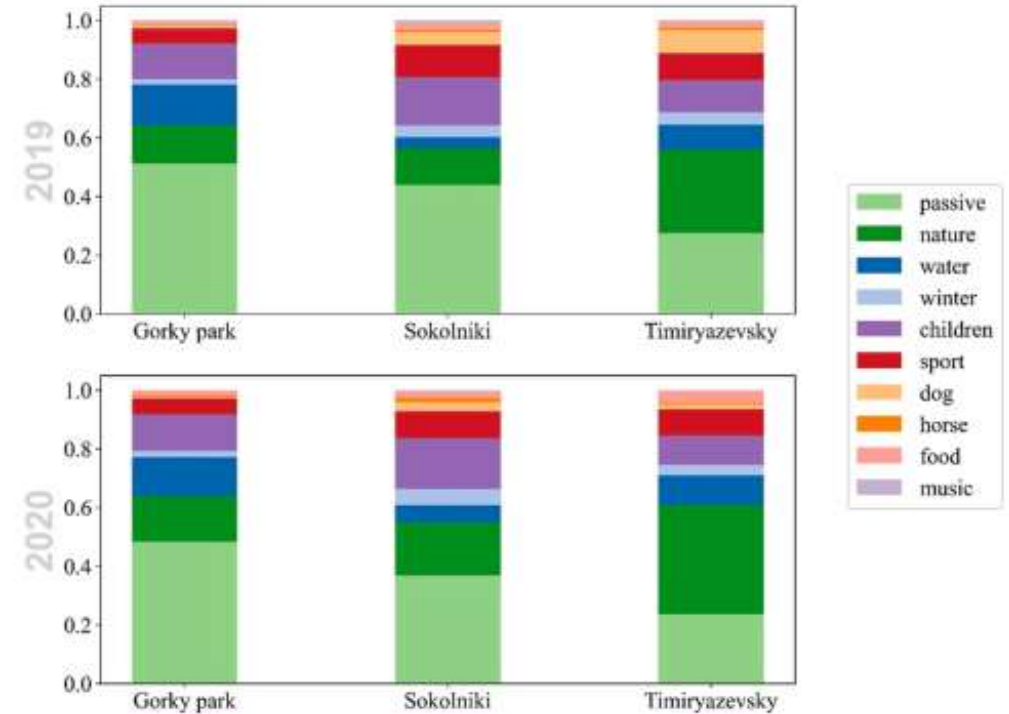 1.0
0.8
0.6
0.4
0.2
0.0
2019
Gorky park Sokolniki Timiryazevsky
1.0
0.8
0.6
0.4
0.2
0.0
2020
Gorky park Sokolniki Timiryazevsky
passive
nature
water
winter
children
sport
dog
horse
food
music